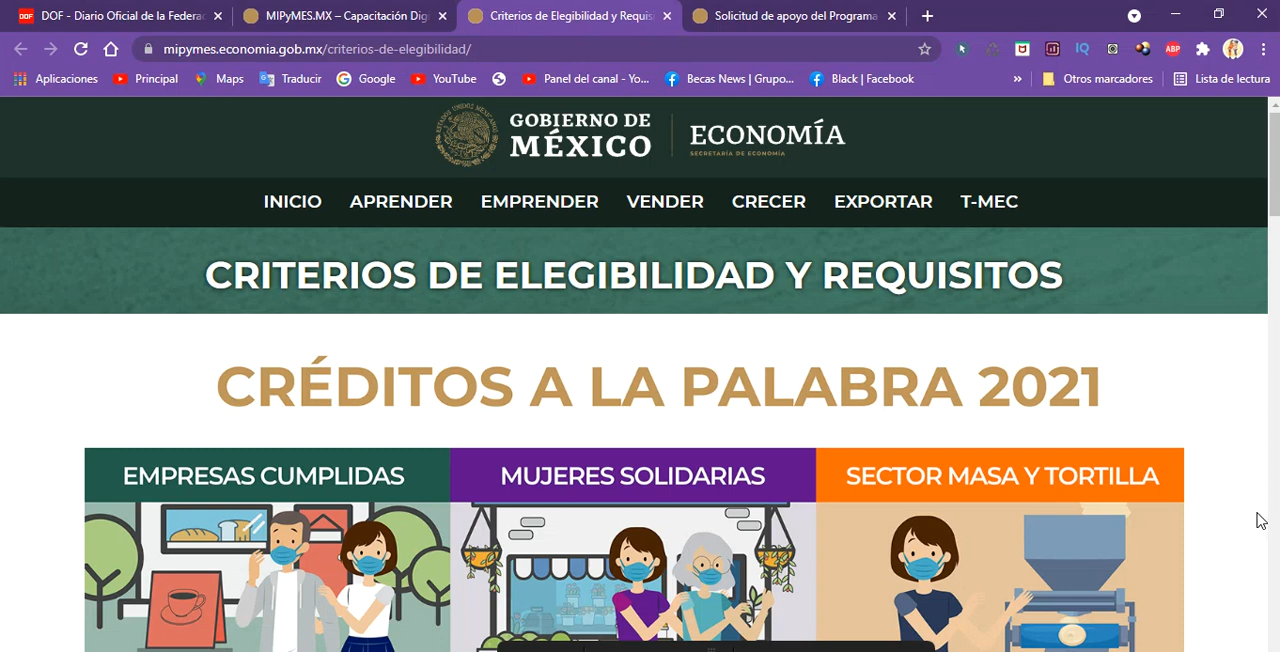 DOF - Diario Oficial de la Federac
MIPyMES.MX – Capacitación Digi
Criterios de Elegibilidad y Requis
Solicitud de apoyo del Programa
mipymes.economia.gob.mx/criterios-de-elegibilidad/
Aplicaciones
Principal
Maps
Traducir
Google
YouTube
Panel del canal - Yo...
Becas News | Grupo...
Black | Facebook
»
Otros marcadores
Lista de lectura
GOBIERNO DE
MÉXICO
ECONOMÍA
SECRETARÍA DE ECONOMÍA
INICIO APRENDER EMPRENDER VENDER CRECER EXPORTAR T-MEC
CRITERIOS DE ELEGIBILIDAD Y REQUISITOS
CRÉDITOS A LA PALABRA 2021
EMPRESAS CUMPLIDAS
MUJERES SOLIDARIAS
SECTOR MASA Y TORTILLA